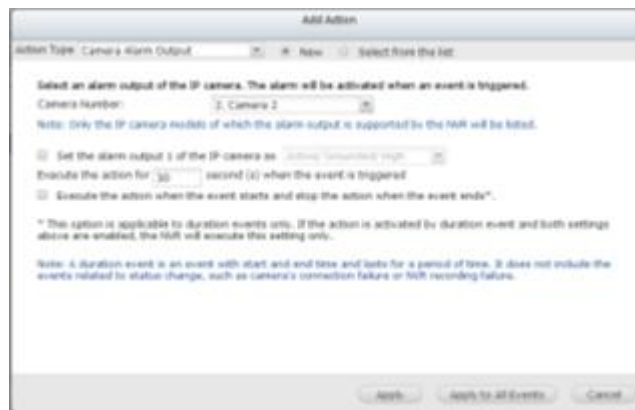 Add Action
Action Type: Camera Alarm Output New Select from the list
Select an alarm output of the IP camera. The alarm will be activated when an event is triggered.
Camera Number: 2. Camera 2
Note: Only the IP camera models of which the alarm output is supported by the NVR will be listed.
Set the alarm output 1 of the IP camera as
Execute the action for second (s) when the event is triggered
Execute the action when the event starts and stop the action when the event ends*.
* This option is applicable to duration events only. If the action is activated by duration event and both settings
above are enabled, the NVR will execute this setting only.
Note: A duration event is an event with start and end time and lasts for a period of time. It does not include the
events related to status change, such as camera's connection failure or NVR recording failure.
Apply Apply to All Events Cancel